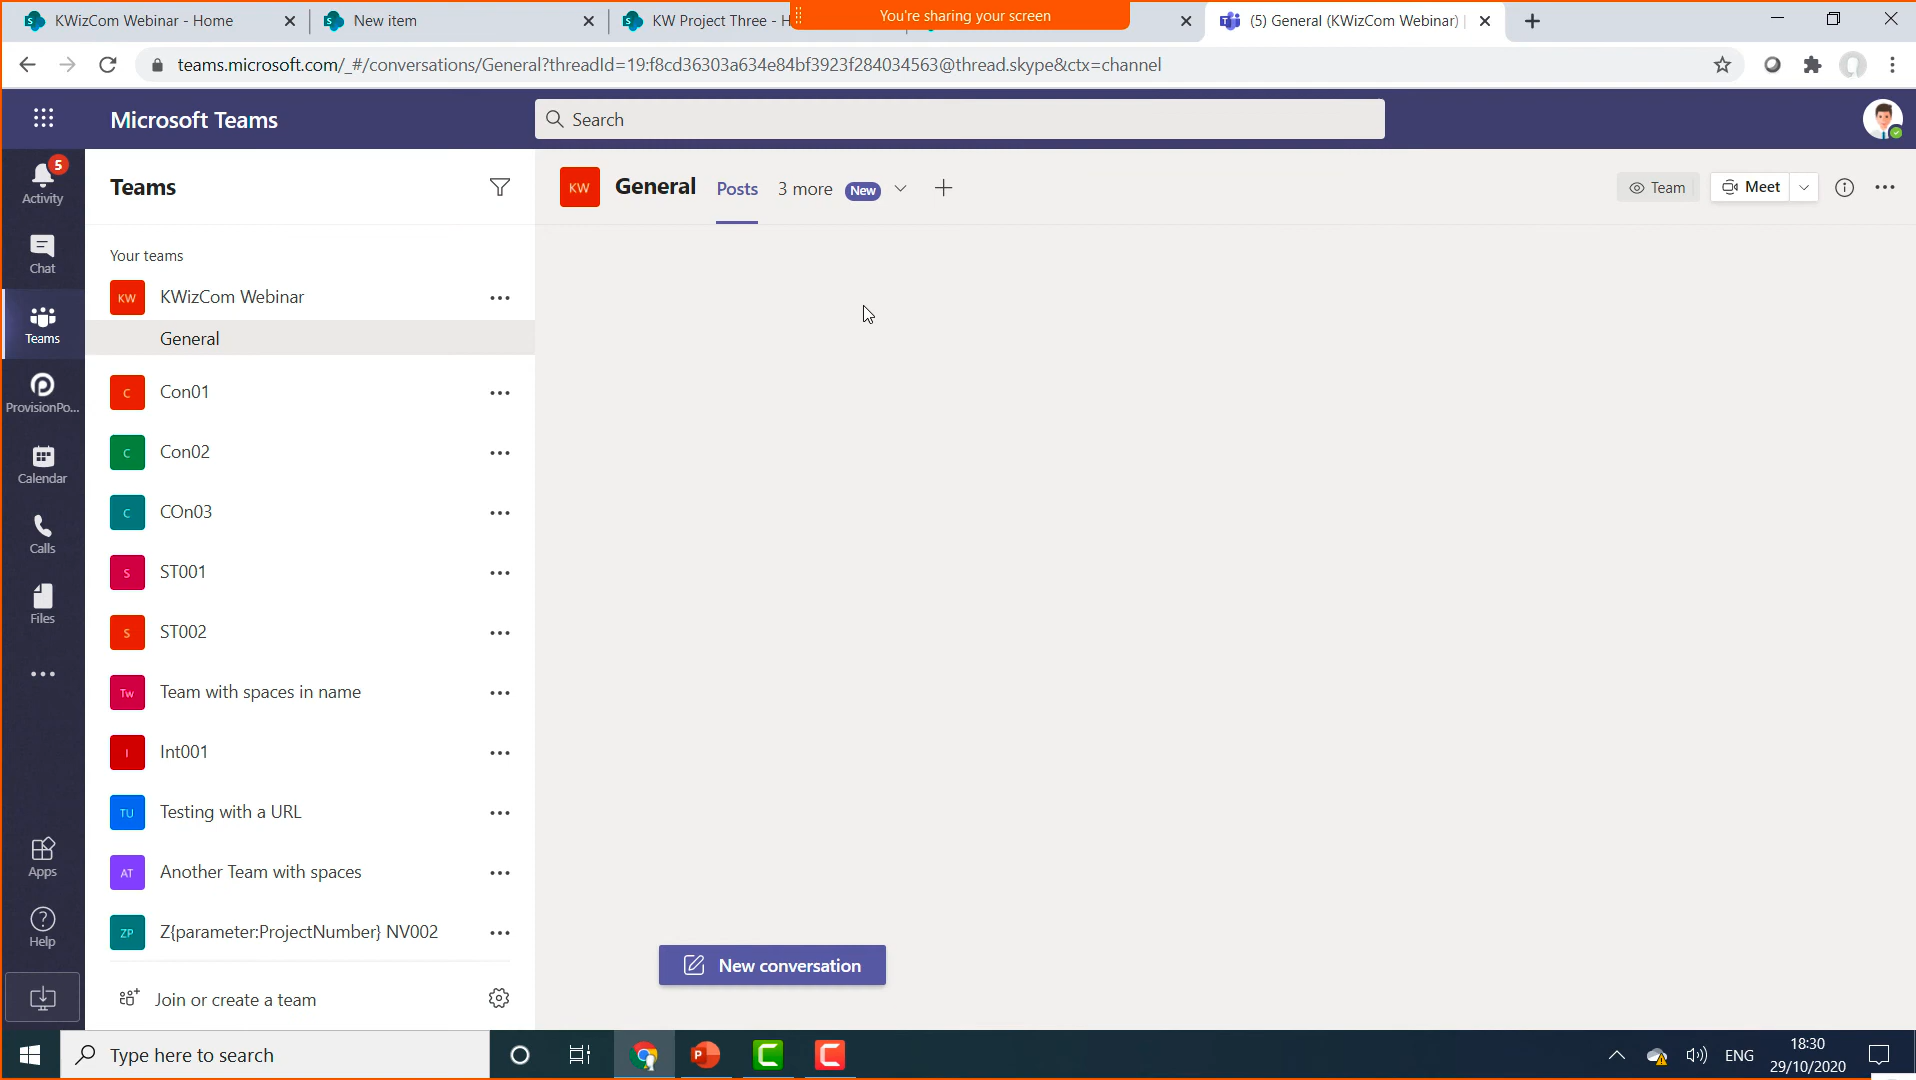 KWizCom Webinar - Home
New item
KW Project Three - H
You're sharing your screen
(5) General (KWizCom Webinar) |
teams.microsoft.com/_#/conversations/General?threadId=19:f8cd36303a634e84bf3923f284034563@thread.skype&ctx=channel
Microsoft Teams
Search
5
Activity
Chat
Teams
ProvisionPo...
Calendar
Calls
Files
Apps
Help
Teams
Your teams
KW KWizCom Webinar
General
C Con01
C Con02
C COn03
S ST001
S ST002
Tw Team with spaces in name
I Int001
TU Testing with a URL
AT Another Team with spaces
ZP Z{parameter:ProjectNumber} NV002
Join or create a team
KW General Posts 3 more New
Team
Meet
New conversation
Type here to search
ENG
18:30
29/10/2020